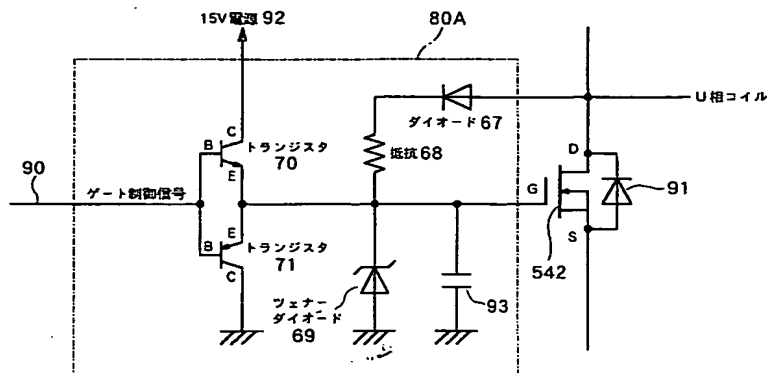 15V電源 92
80A
U相コイル
ダイオード 67
C
B
トランジスタ
70
E
抵抗 68
D
90
ゲート制御信号
G
91
E
B
トランジスタ
71
C
S
542
ツェナー
ダイオード
69
93